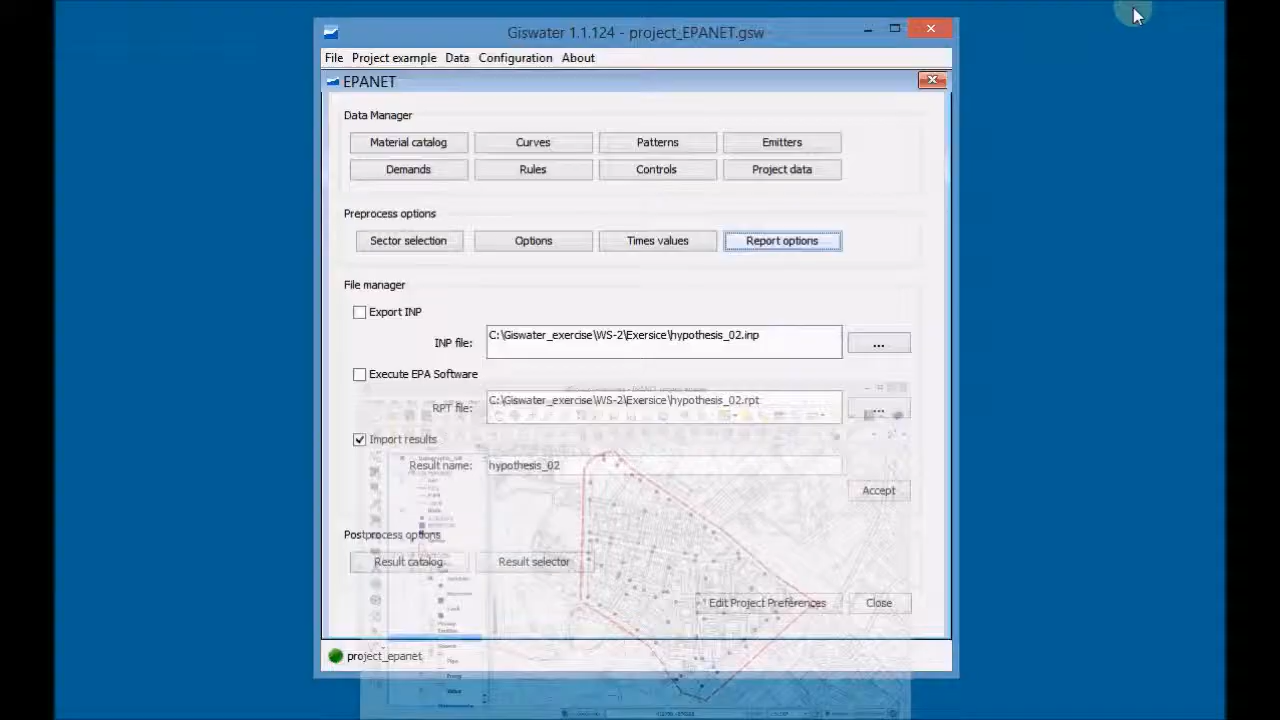 Giswater 1.1.124 - project_EPANET.gsw
File Project example Data Configuration About
EPANET
Data Manager
Material catalog Curves Patterns Emitters
Demands Rules Controls Project data
Preprocess options
Sector selection Options Times values Report options
File manager
Export INP
INP file: C:\Giswater_exercise\WS-2\Exersice\hypothesis_02.inp ...
Execute EPA Software
RPT file: C:\Giswater_exercise\WS-2\Exersice\hypothesis_02.rpt ...
Import results
Result name: hypothesis_02
Accept
Postprocess options
Result catalog Result selector
Edit Project Preferences Close
project_epanet